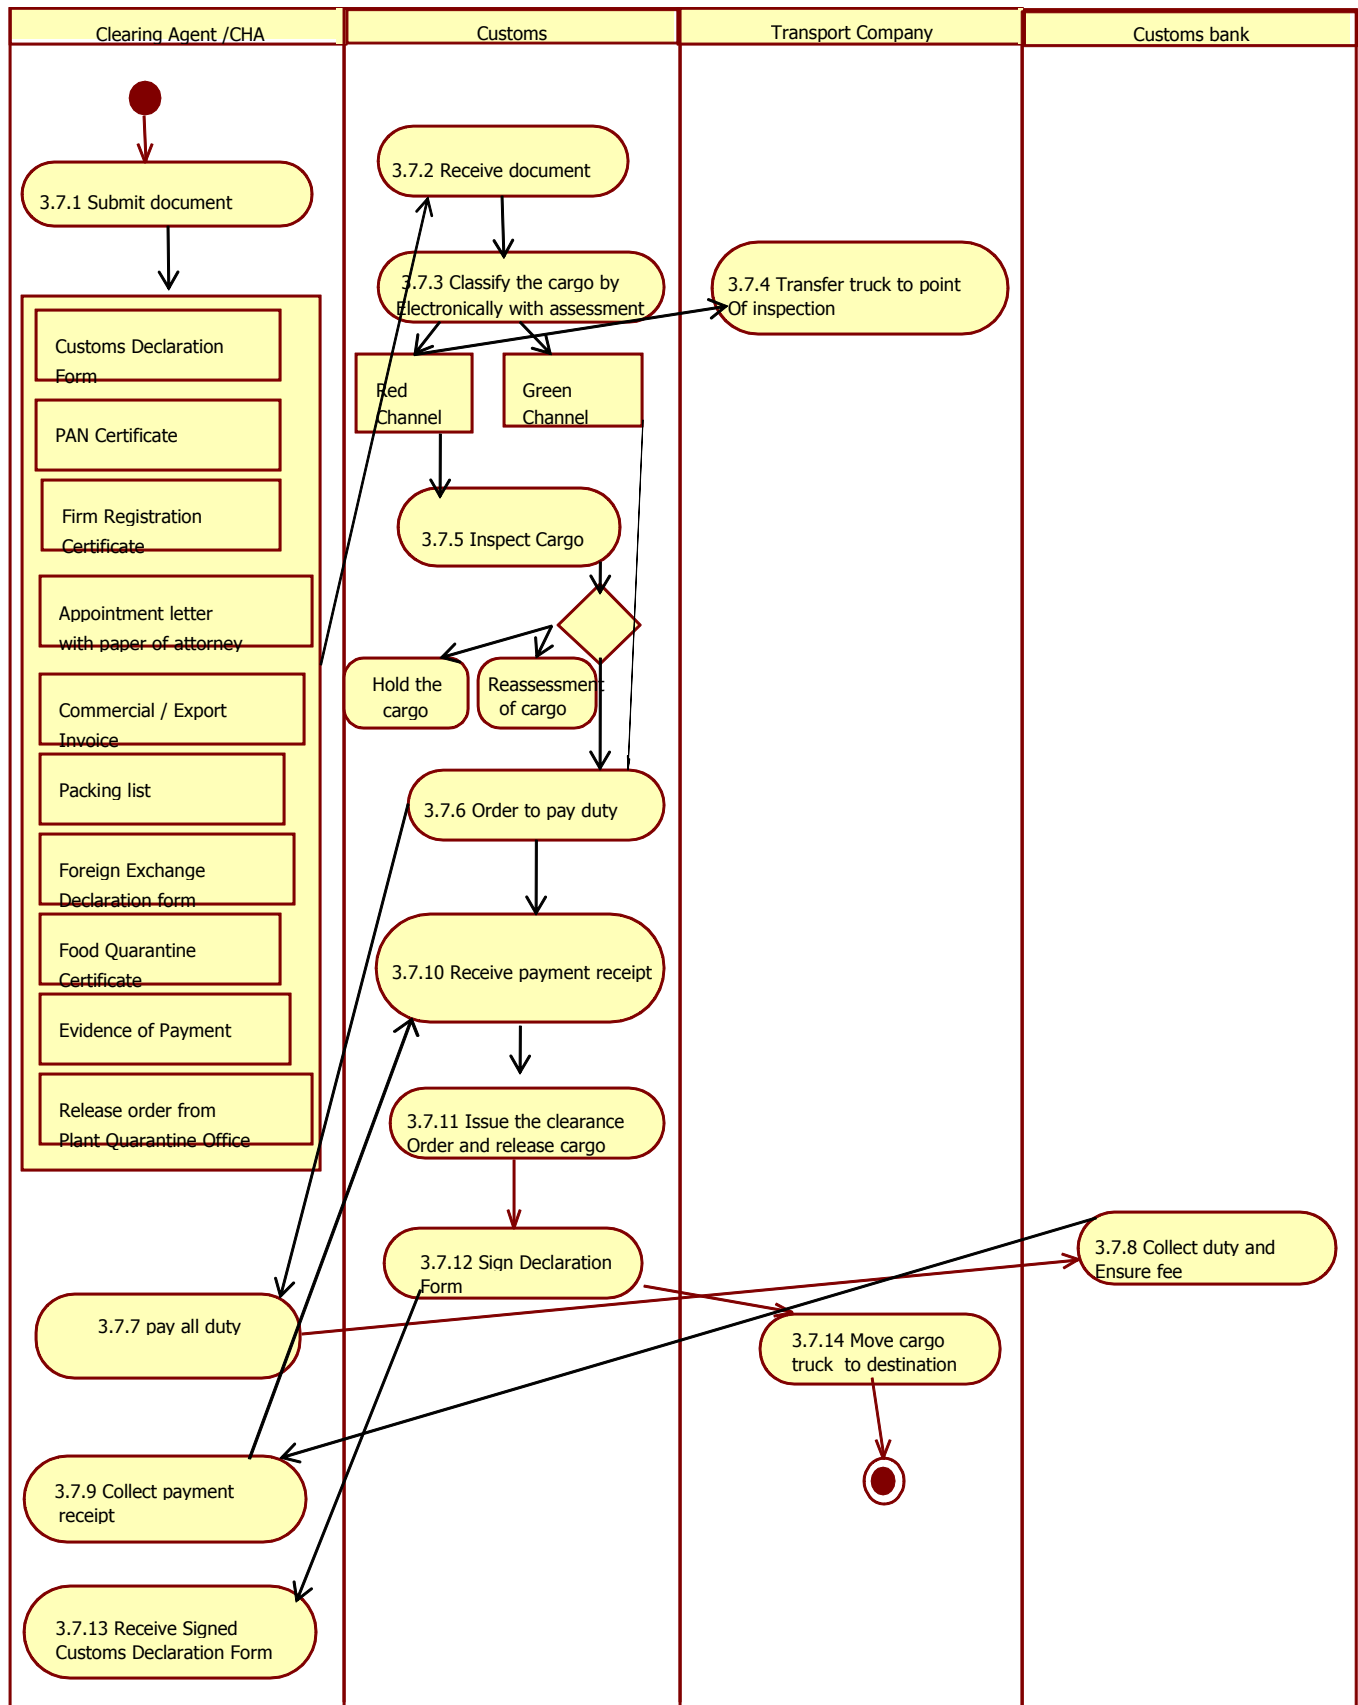 Clearing Agent /CHA
Customs
Transport Company
Customs bank
3.7.1 Submit document
3.7.2 Receive document
3.7.3 Classify the cargo by
Electronically with assessment
3.7.4 Transfer truck to point
Of inspection
Customs Declaration
Form
PAN Certificate
Firm Registration
Certificate
Appointment letter
with paper of attorney
Commercial / Export
Invoice
Packing list
Foreign Exchange
Declaration form
Food Quarantine
Certificate
Evidence of Payment
Release order from
Plant Quarantine Office
Red
Channel
Green
Channel
3.7.5 Inspect Cargo
Hold the
cargo
Reassessment
of cargo
3.7.6 Order to pay duty
3.7.10 Receive payment receipt
3.7.11 Issue the clearance
Order and release cargo
3.7.12 Sign Declaration
Form
3.7.8 Collect duty and
Ensure fee
3.7.7 pay all duty
3.7.14 Move cargo
truck to destination
3.7.9 Collect payment
receipt
3.7.13 Receive Signed
Customs Declaration Form